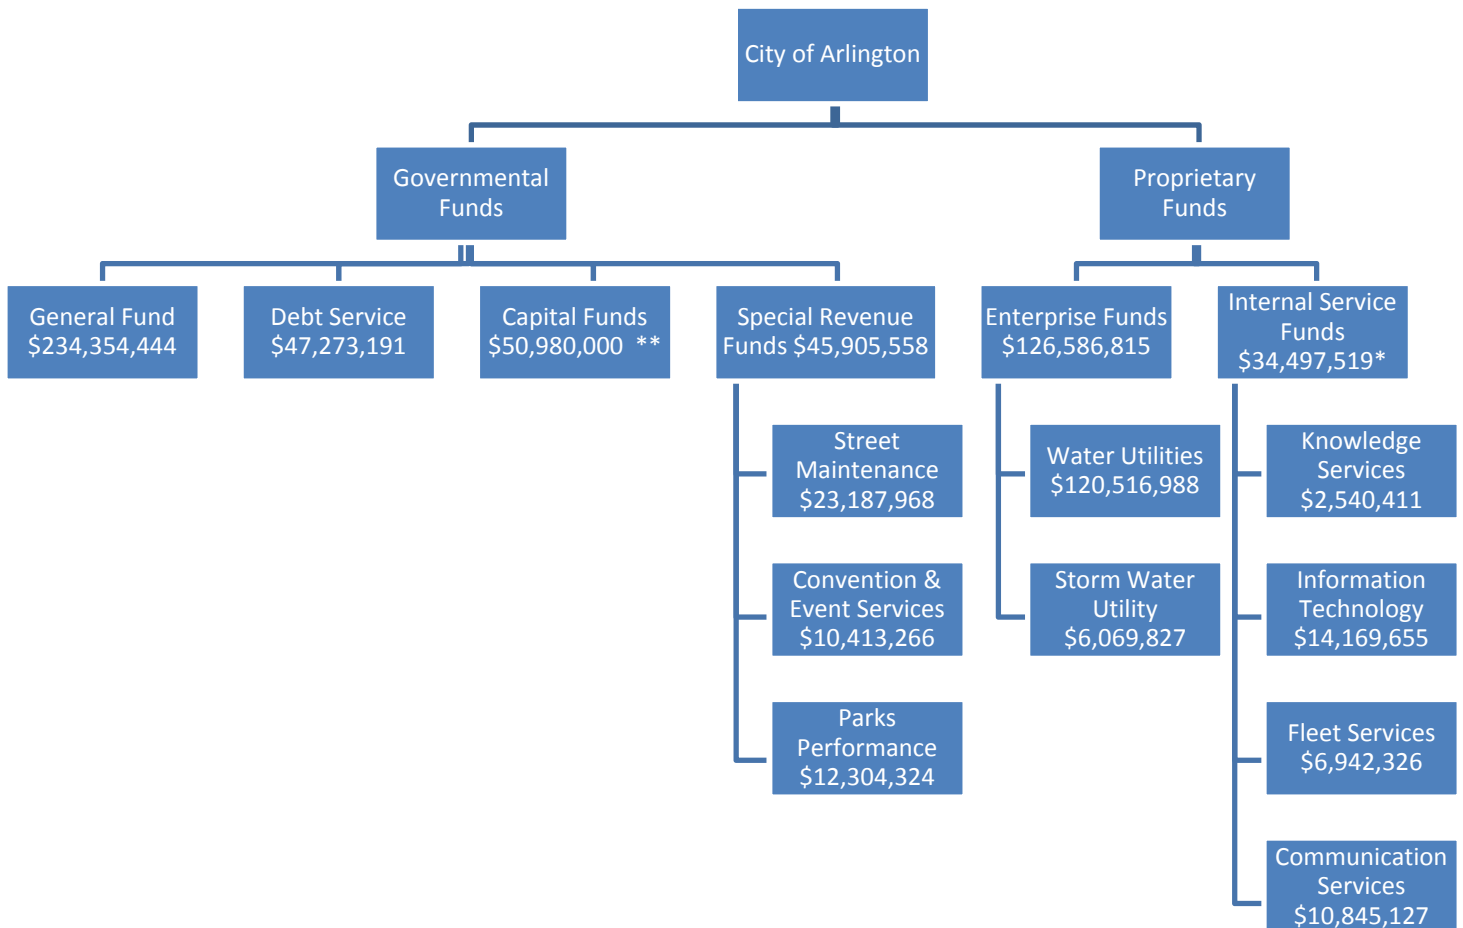 City of Arlington
Governmental
Funds
Proprietary
Funds
General Fund
$234,354,444
Debt Service
$47,273,191
Capital Funds
$50,980,000 **
Special Revenue
Funds $45,905,558
Enterprise Funds
$126,586,815
Internal Service
Funds
$34,497,519*
Street
Maintenance
$23,187,968
Convention &
Event Services
$10,413,266
Parks
Performance
$12,304,324
Water Utilities
$120,516,988
Storm Water
Utility
$6,069,827
Knowledge
Services
$2,540,411
Information
Technology
$14,169,655
Fleet Services
$6,942,326
Communication
Services
$10,845,127